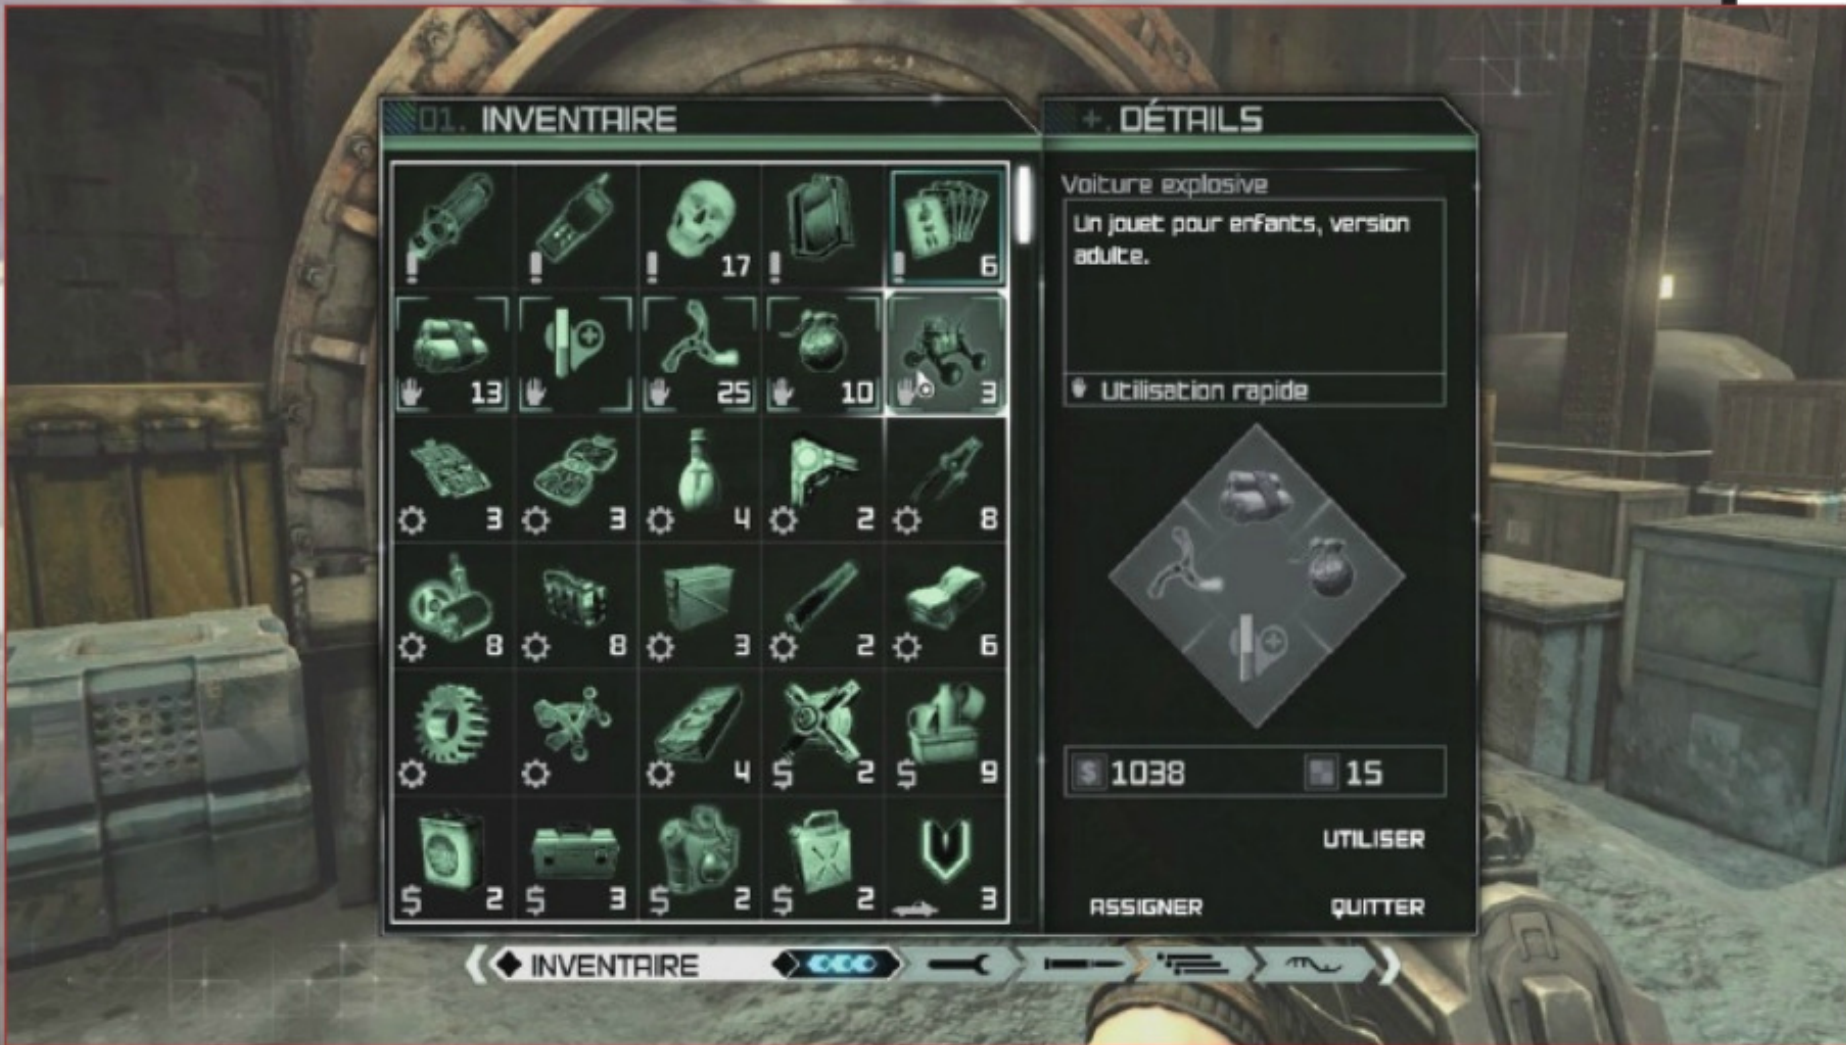 01. INVENTAIRE
+. DÉTAILS
! ! ! 17 ! ! 6
13 25 10 3
3 3 4 2 8
8 8 3 2 6
4 $ 2 $ 9
$ 2 $ 3 $ 2 $ 2 3
Voiture explosive
Un jouet pour enfants, version
adulte.
Utilisation rapide
$ 1038 15
UTILISER
ASSIGNER QUITTER
INVENTAIRE